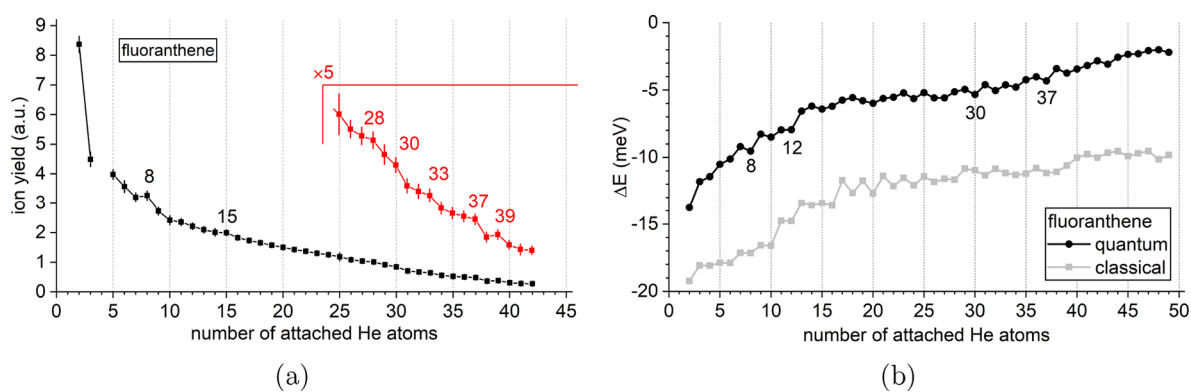 9
8
7
6
5
4
3
2
1
0
ion yield (a.u.)
fluoranthene
×5
28
30
33
37
39
8
15
0 5 10 15 20 25 30 35 40 45
number of attached He atoms
(a)
0
-5
-10
-15
-20
ΔE (meV)
8
12
30
37
fluoranthene
quantum
classical
0 5 10 15 20 25 30 35 40 45 50
number of attached He atoms
(b)